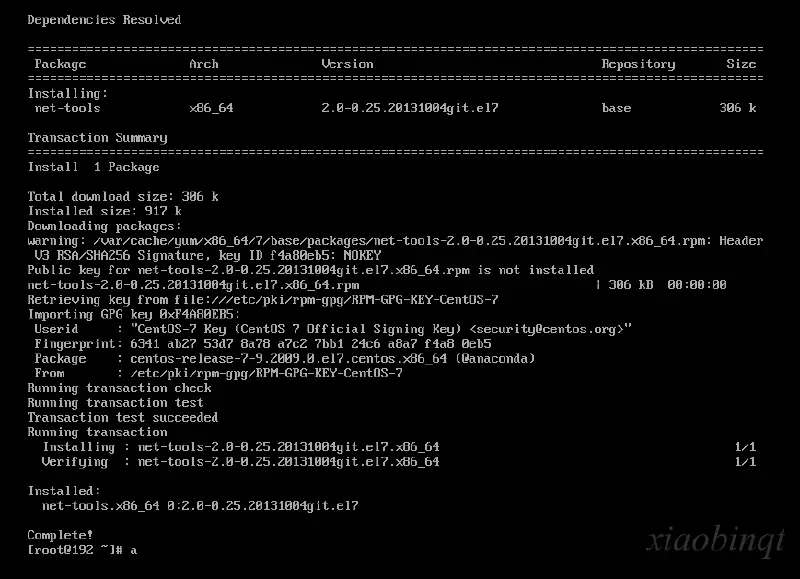 Dependencies Resolved
================================================================================
Package Arch Version Repository Size
================================================================================
Installing:
net-tools x86_64 2.0-0.25.20131004git.el7 base 306 k
Transaction Summary
================================================================================
Install 1 Package
Total download size: 306 k
Installed size: 917 k
Downloading packages:
warning: /var/cache/yum/x86_64/7/base/packages/net-tools-2.0-0.25.20131004git.el7.x86_64.rpm: Header
V3 RSA/SHA256 Signature, key ID f4a80eb5: NOKEY
Public key for net-tools-2.0-0.25.20131004git.el7.x86_64.rpm is not installed
net-tools-2.0-0.25.20131004git.el7.x86_64.rpm | 306 kB 00:00:00
Retrieving key from file:///etc/pki/rpm-gpg/RPM-GPG-KEY-CentOS-7
Importing GPG key 0xF4A80EB5:
Userid : "CentOS-7 Key (CentOS 7 Official Signing Key) <security@centos.org>"
Fingerprint: 6341 ab27 53d7 8a78 a7c2 7bb1 24c6 a8a7 f4a8 0eb5
Package : centos-release-7-9.2009.0.el7.centos.x86_64 (@anaconda)
From : /etc/pki/rpm-gpg/RPM-GPG-KEY-CentOS-7
Running transaction check
Running transaction test
Transaction test succeeded
Running transaction
Installing : net-tools-2.0-0.25.20131004git.el7.x86_64 1/1
Verifying : net-tools-2.0-0.25.20131004git.el7.x86_64 1/1
Installed:
net-tools.x86_64 0:2.0-0.25.20131004git.el7
Complete!
[root@192 ~]# a
xiaobinqt